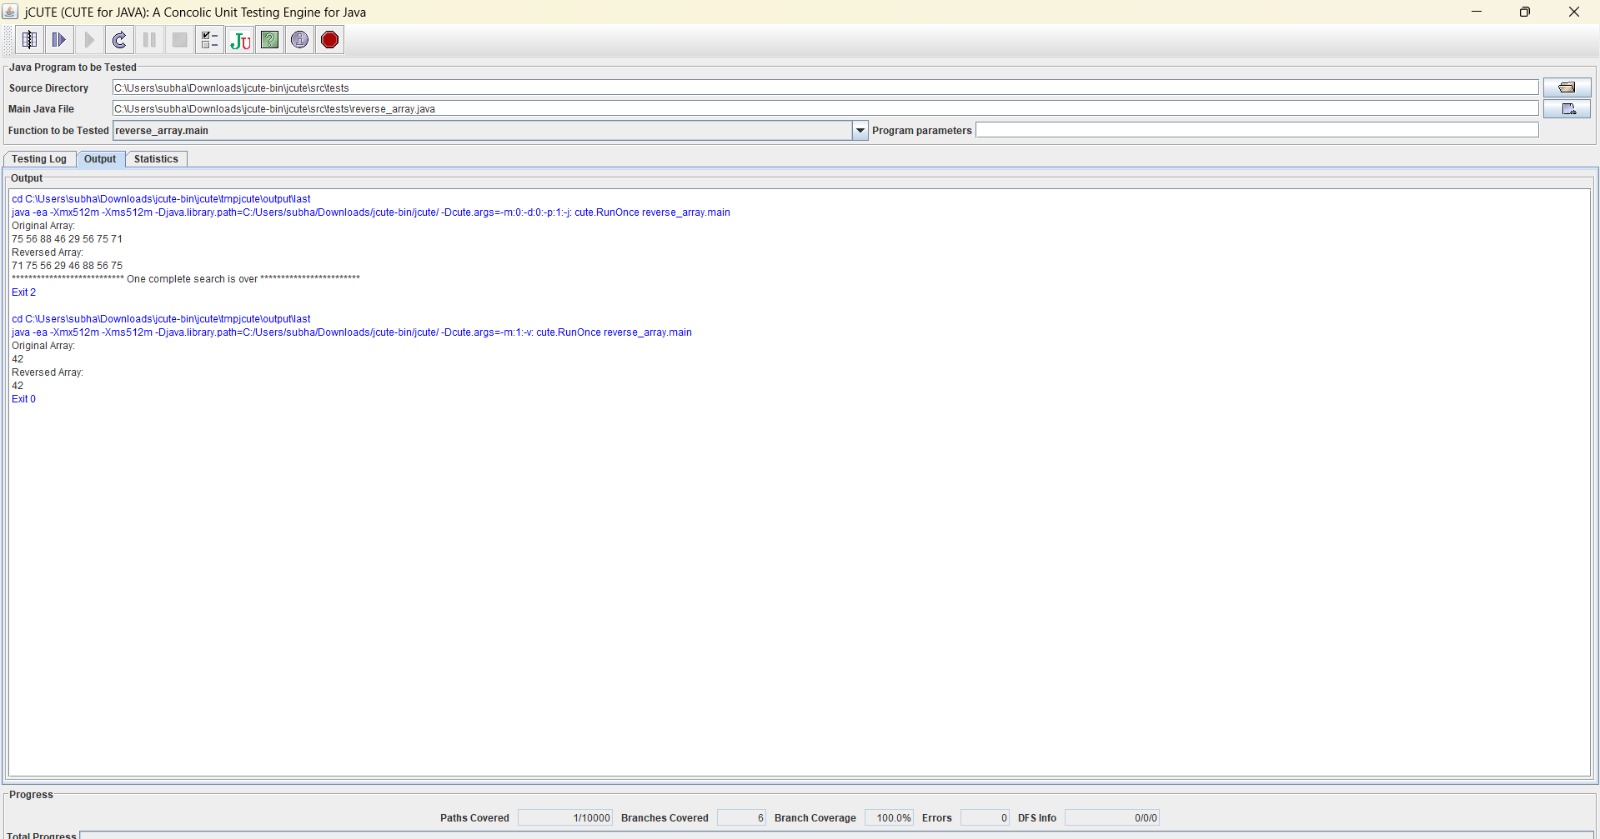 jCUTE (CUTE for JAVA): A Concolic Unit Testing Engine for Java
JU ? i
Java Program to be Tested
Source Directory C:\Users\subha\Downloads\jcute-bin\jcute\src\tests
Main Java File C:\Users\subha\Downloads\jcute-bin\jcute\src\tests\reverse_array.java
Function to be Tested reverse_array.main Program parameters
Testing Log Output Statistics
Output
cd C:\Users\subha\Downloads\jcute-bin\jcute\tmpjcute\output\last
java -ea -Xmx512m -Xms512m -Djava.library.path=C:/Users/subha/Downloads/jcute-bin/jcute/ -Dcute.args=-m:0:-d:0:-p:1:-j: cute.RunOnce reverse_array.main
Original Array:
75 56 88 46 29 56 75 71
Reversed Array:
71 75 56 29 46 88 56 75
*************************** One complete search is over ************************
Exit 2
cd C:\Users\subha\Downloads\jcute-bin\jcute\tmpjcute\output\last
java -ea -Xmx512m -Xms512m -Djava.library.path=C:/Users/subha/Downloads/jcute-bin/jcute/ -Dcute.args=-m:1:-v: cute.RunOnce reverse_array.main
Original Array:
42
Reversed Array:
42
Exit 0
Progress
Paths Covered 1/10000 Branches Covered 6 Branch Coverage 100.0% Errors 0 DFS Info 0/0/0
Total Progress